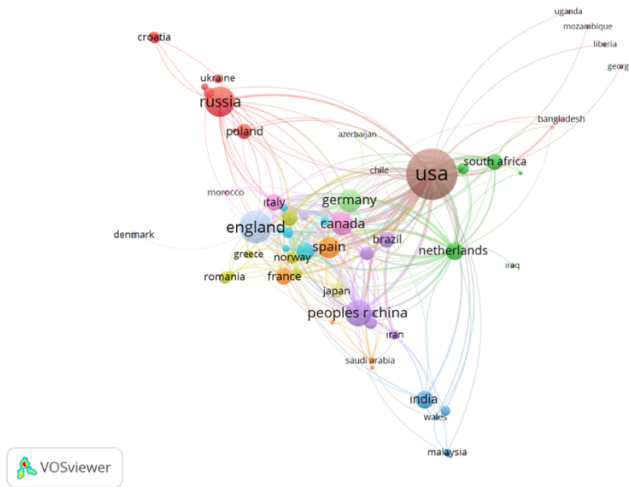 uganda
mozambique
croatia
liberia
georg
ukraine
russia
bangladesh
poland
azerbaijan
south africa
chile
usa
morocco
italy
germany
canada
england
denmark
brazil
spain
netherlands
greece
norway
iraq
romania
france
japan
peoples r china
iran
saudi arabia
india
wales
malaysia
VOSviewer